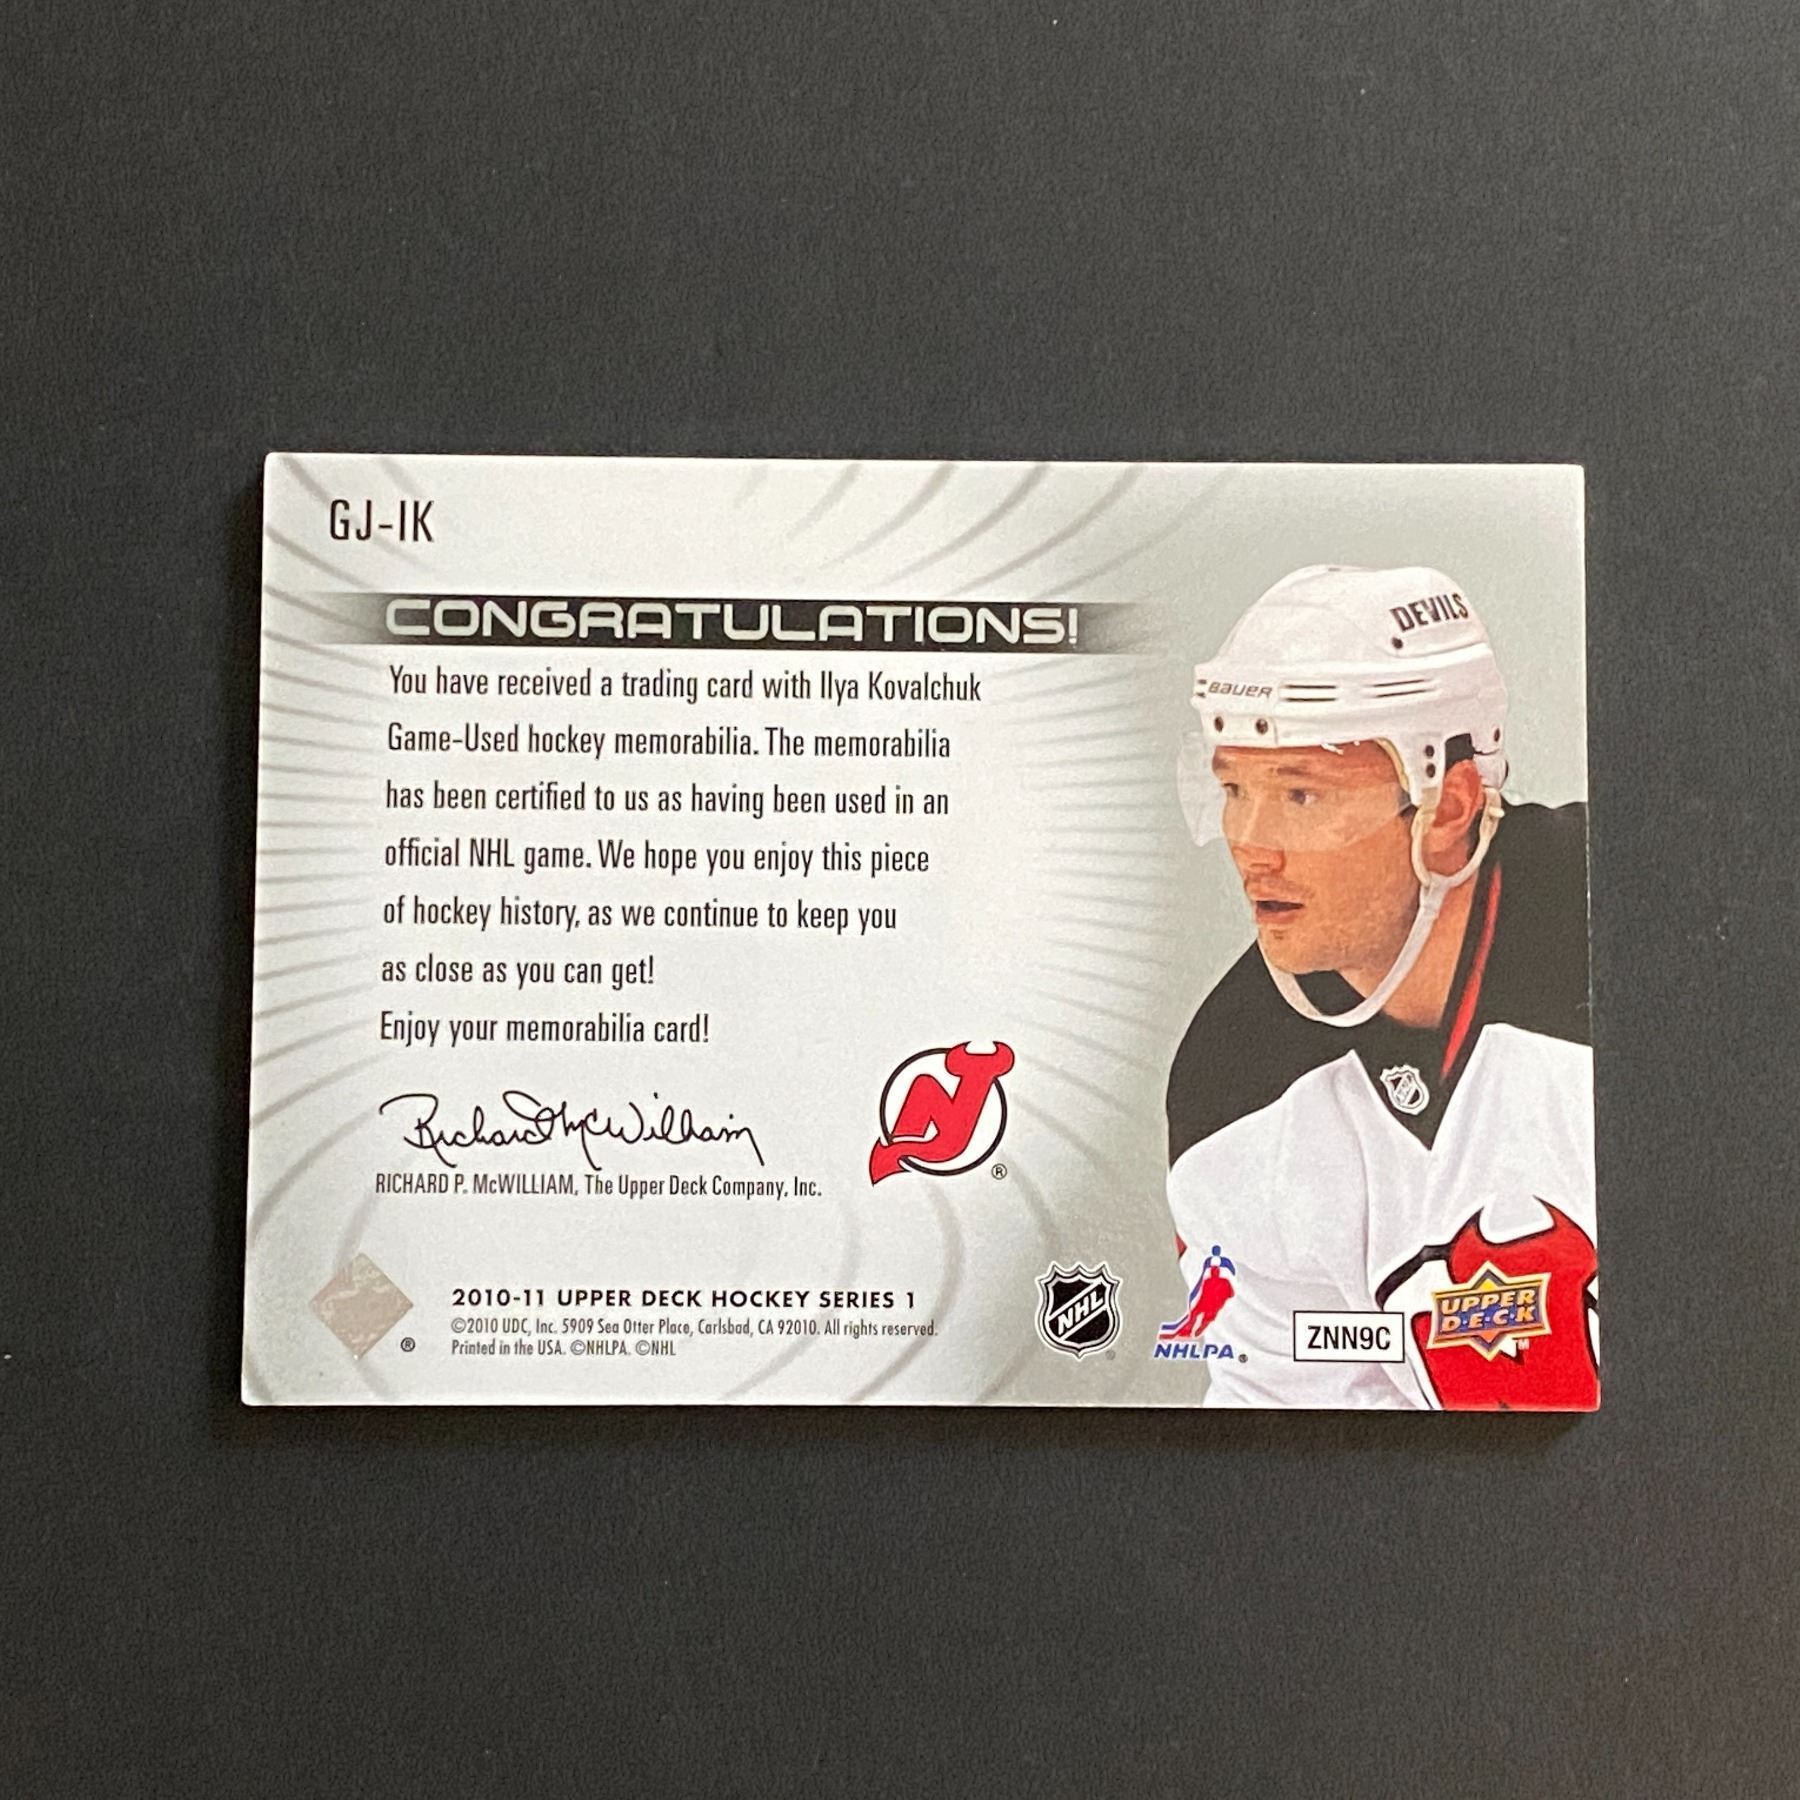 GJ-IK
CONGRATULATIONS!
You have received a trading card with Ilya Kovalchuk
Game-Used hockey memorabilia. The memorabilia
has been certified to us as having been used in an
official NHL game. We hope you enjoy this piece
of hockey history, as we continue to keep you
as close as you can get!
Enjoy your memorabilia card!
Richard McWilliam
RICHARD P. McWILLIAM, The Upper Deck Company, Inc.
®
2010-11 UPPER DECK HOCKEY SERIES 1
©2010 UDC, Inc. 5909 Sea Otter Place, Carlsbad, CA 92010. All rights reserved.
Printed in the USA. ©NHLPA. ©NHL
®
DEVILS
BAUER
NHL
NHLPA®
ZNN9C
UPPER
D·E·C·K
TM